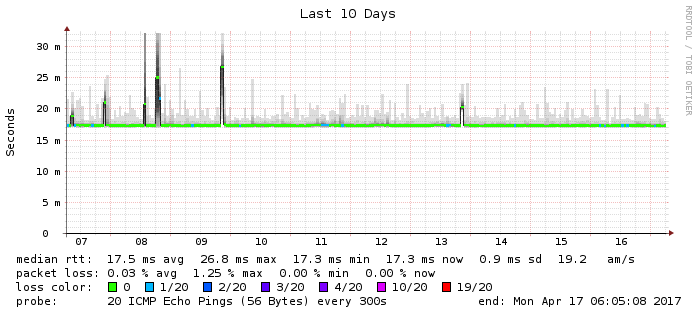 Last 10 Days
RRDTOOL / TOBI OETIKER
Seconds
30 m
25 m
20 m
15 m
10 m
5 m
0
07 08 09 10 11 12 13 14 15 16
median rtt: 17.5 ms avg 26.8 ms max 17.3 ms min 17.3 ms now 0.9 ms sd 19.2 am/s
packet loss: 0.03 % avg 1.25 % max 0.00 % min 0.00 % now
loss color: 0 1/20 2/20 3/20 4/20 10/20 19/20
probe: 20 ICMP Echo Pings (56 Bytes) every 300s end: Mon Apr 17 06:05:08 2017